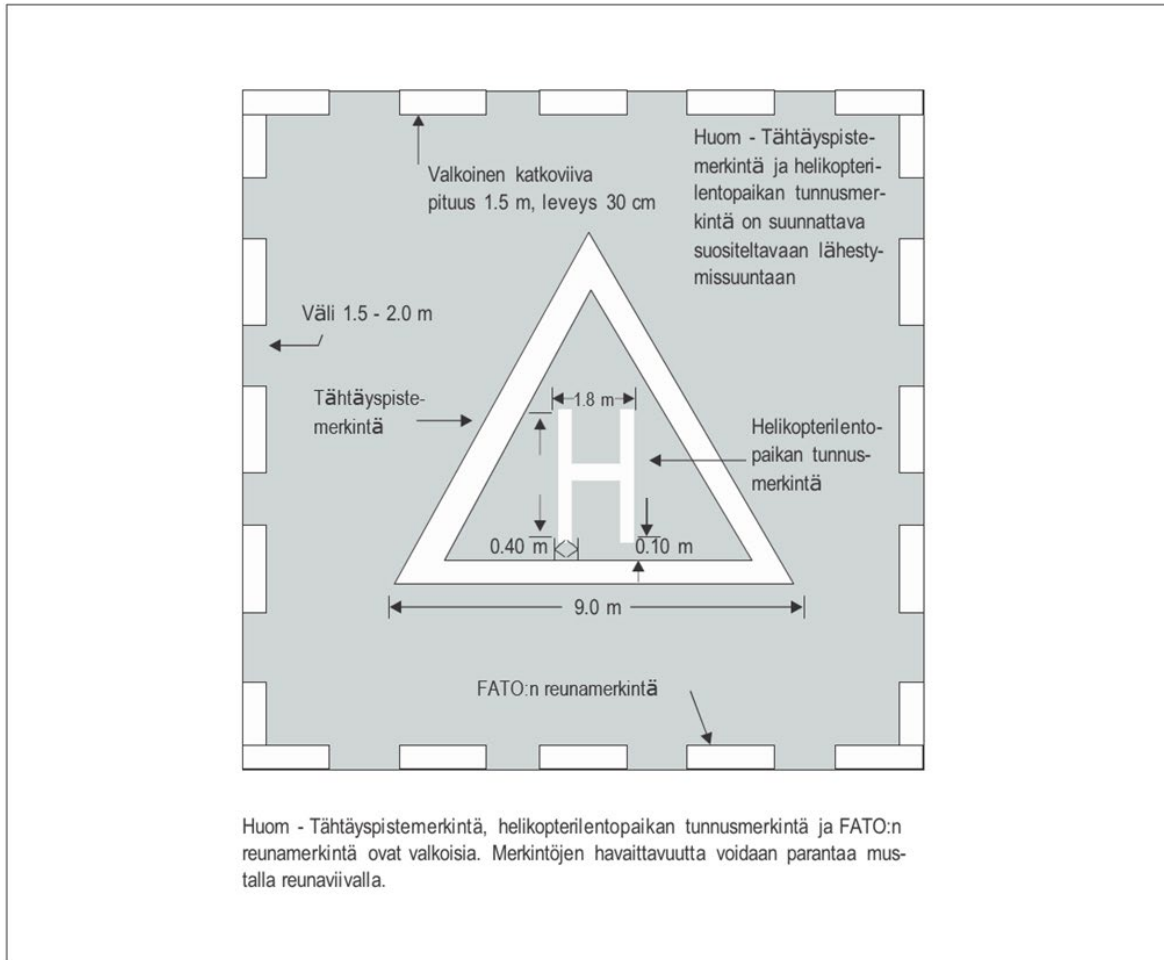 Huom - Tähtäyspiste-
merkintä ja helikopteri-
lentopaikan tunnusmer-
kintä on suunnattava
suositeltavaan lähesty-
missuuntaan
Valkoinen katkoviiva
pituus 1.5 m, leveys 30 cm
Väli 1.5 - 2.0 m
Tähtäyspiste-
merkintä
1.8 m
H
Helikopterilento-
paikan tunnus-
merkintä
0.40 m
0.10 m
9.0 m
FATO:n reunamerkintä
Huom - Tähtäyspistemerkintä, helikopterilentopaikan tunnusmerkintä ja FATO:n
reunamerkintä ovat valkoisia. Merkintöjen havaittavuutta voidaan parantaa mus-
talla reunaviivalla.